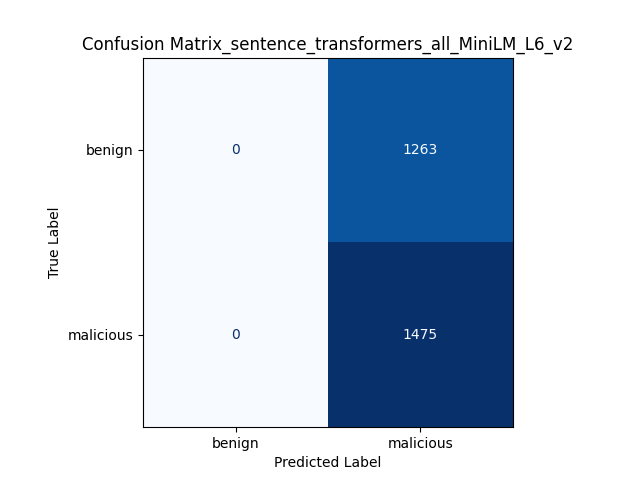 Confusion Matrix_sentence_transformers_all_MiniLM_L6_v2
benign 0 1263
True Label
malicious 0 1475
benign malicious
Predicted Label